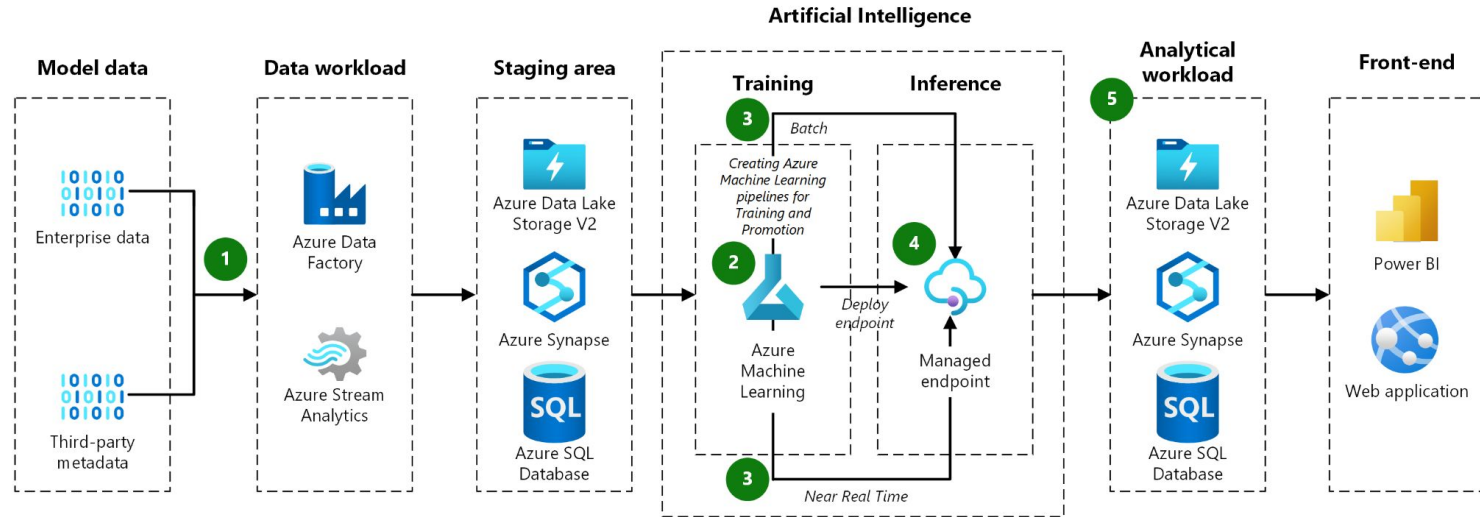 Artificial Intelligence
Model data
Data workload
Staging area
Training
Inference
Analytical
workload
Front-end
Enterprise data
Third-party
metadata
1
Azure Data
Factory
Azure Stream
Analytics
Azure Data Lake
Storage V2
Azure Synapse
SQL
Azure SQL
Database
3
Batch
Creating Azure
Machine Learning
pipelines for
Training and
Promotion
2
Azure
Machine
Learning
Deploy
endpoint
4
Managed
endpoint
3
Near Real Time
5
Azure Data Lake
Storage V2
Azure Synapse
SQL
Azure SQL
Database
Power BI
Web application